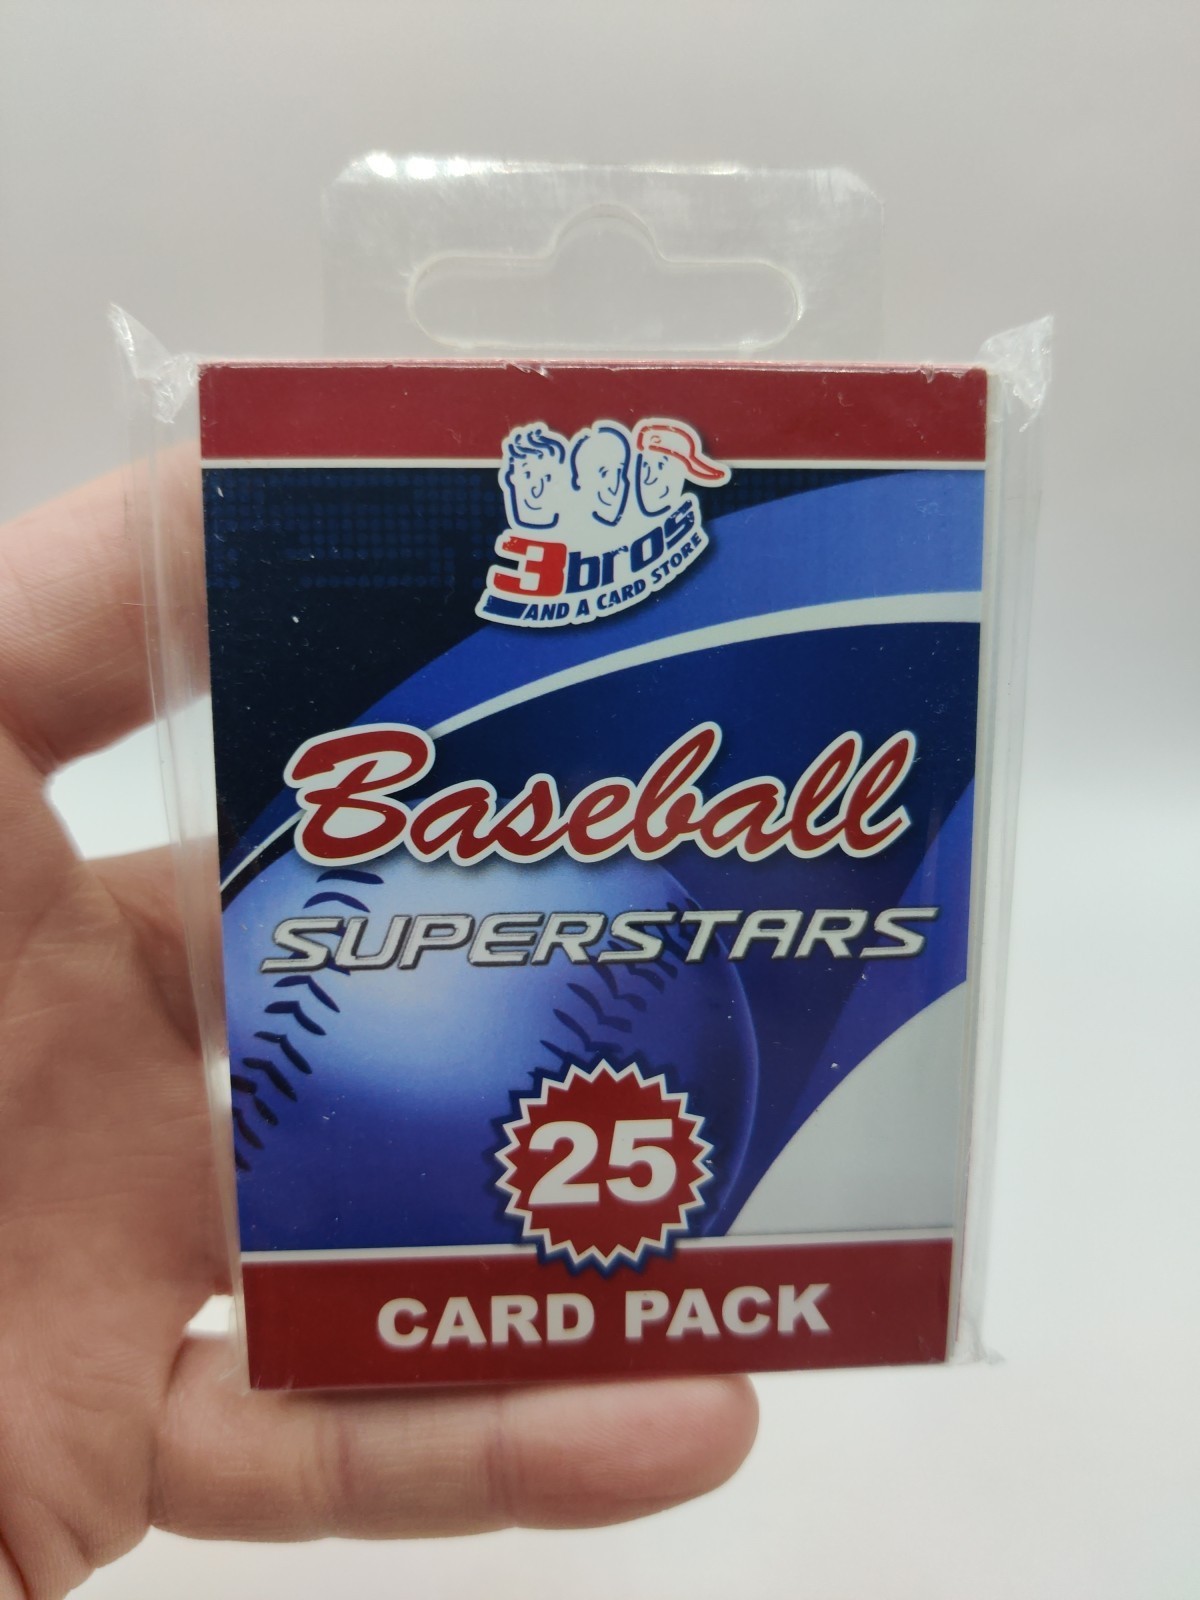 3bros
AND A CARD STORE
Baseball
SUPERSTARS
25
CARD PACK